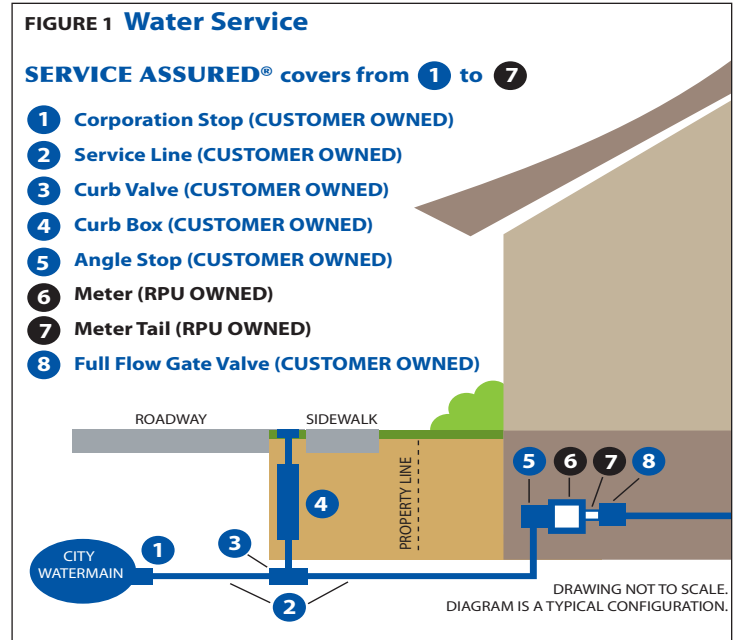 FIGURE 1 Water Service
SERVICE ASSURED® covers from 1 to 7
1 Corporation Stop (CUSTOMER OWNED)
2 Service Line (CUSTOMER OWNED)
3 Curb Valve (CUSTOMER OWNED)
4 Curb Box (CUSTOMER OWNED)
5 Angle Stop (CUSTOMER OWNED)
6 Meter (RPU OWNED)
7 Meter Tail (RPU OWNED)
8 Full Flow Gate Valve (CUSTOMER OWNED)
ROADWAY
SIDEWALK
PROPERTY LINE
5 6 7 8
4
3
1
CITY
WATERMAIN
2
DRAWING NOT TO SCALE.
DIAGRAM IS A TYPICAL CONFIGURATION.